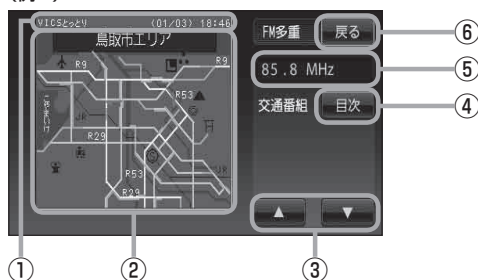 VICSとっとり (01/03) 18:46
鳥取市エリア
R9
R9
R53
R29
R53
R29
FM多重
戻る
85.8 MHz
交通番組
目次
▲
▼
①
②
③
④
⑤
⑥